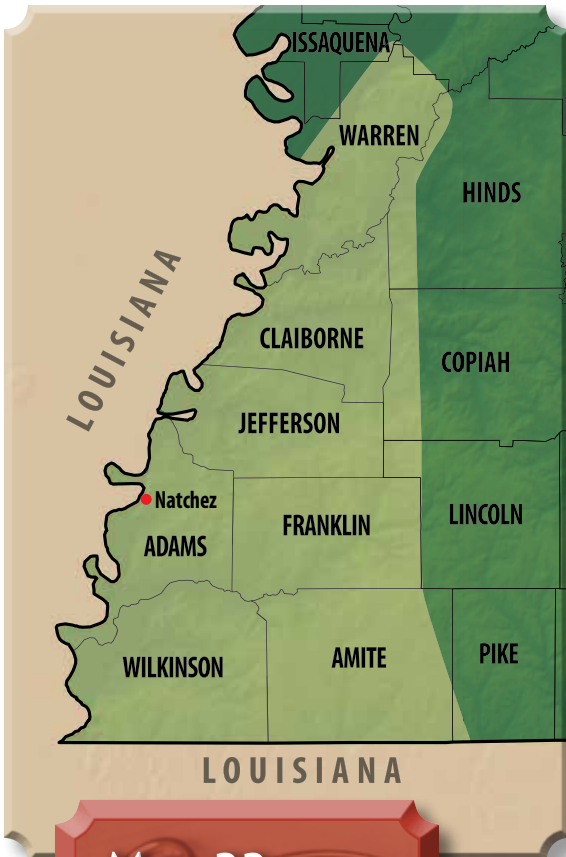 ISSAQUENA
WARREN
HINDS
LOUISIANA
CLAIBORNE
COPIAH
JEFFERSON
Natchez
FRANKLIN
LINCOLN
ADAMS
WILKINSON
AMITE
PIKE
LOUISIANA